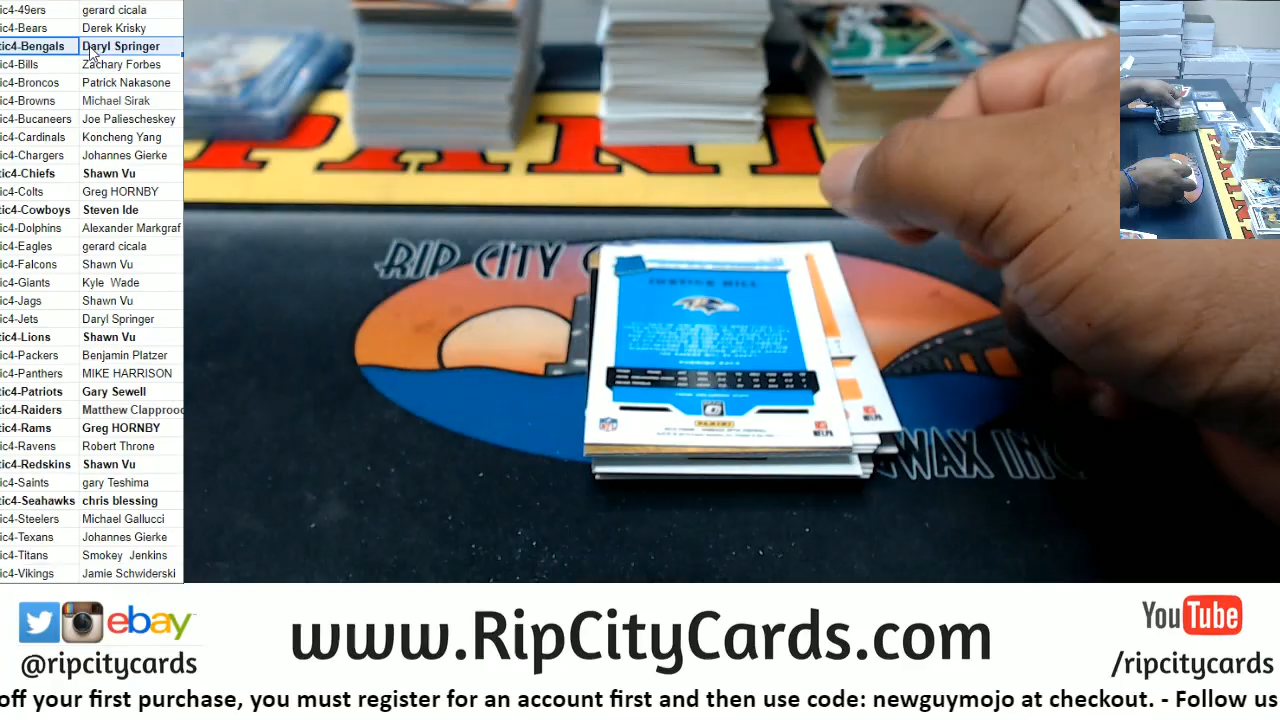 ic4-49ers gerard cicala
ic4-Bears Derek Krisky
tic4-Bengals Daryl Springer
ic4-Bills Zachary Forbes
ic4-Broncos Patrick Nakasone
ic4-Browns Michael Sirak
ic4-Bucaneers Joe Paliescheskey
ic4-Cardinals Koncheng Yang
ic4-Chargers Johannes Gierke
tic4-Chiefs Shawn Vu
ic4-Colts Greg HORNBY
tic4-Cowboys Steven Ide
ic4-Dolphins Alexander Markgraf
ic4-Eagles gerard cicala
ic4-Falcons Shawn Vu
ic4-Giants Kyle Wade
ic4-Jags Shawn Vu
ic4-Jets Daryl Springer
tic4-Lions Shawn Vu
ic4-Packers Benjamin Platzer
ic4-Panthers MIKE HARRISON
tic4-Patriots Gary Sewell
tic4-Raiders Matthew Clapprood
tic4-Rams Greg HORNBY
ic4-Ravens Robert Throne
tic4-Redskins Shawn Vu
ic4-Saints gary Teshima
tic4-Seahawks chris blessing
ic4-Steelers Michael Gallucci
ic4-Texans Johannes Gierke
ic4-Titans Smokey Jenkins
ic4-Vikings Jamie Schwiderski
PANINI
RIP CITY
WAX INC
JUSTICE HILL
PANINI
NFL
NFLPA
ebay
@ripcitycards
www.RipCityCards.com
YouTube
/ripcitycards
off your first purchase, you must register for an account first and then use code: newguymojo at checkout. - Follow us